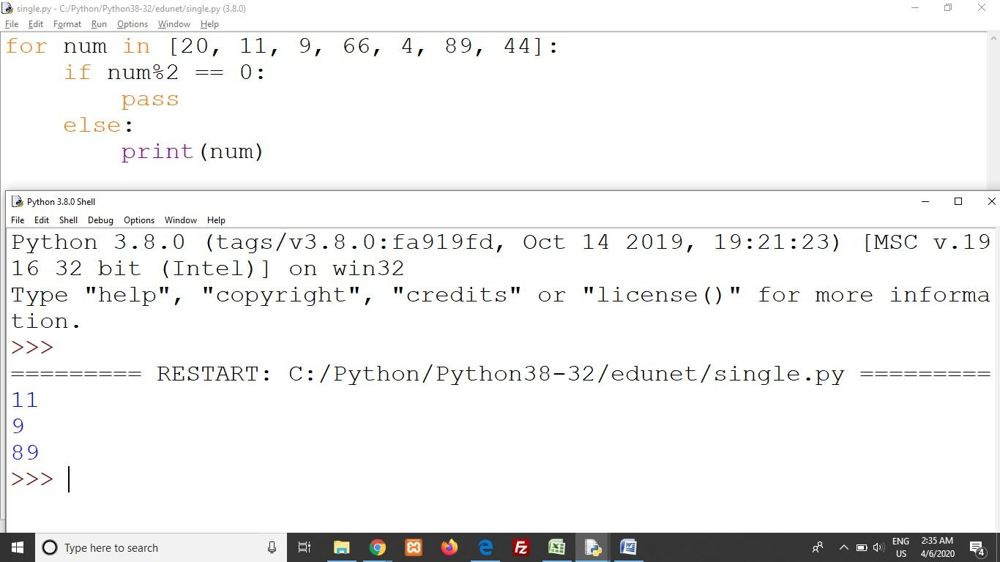 single.py - C:/Python/Python38-32/edunet/single.py (3.8.0)
File Edit Format Run Options Window Help
for num in [20, 11, 9, 66, 4, 89, 44]:
    if num%2 == 0:
        pass
    else:
        print(num)
Python 3.8.0 Shell
File Edit Shell Debug Options Window Help
Python 3.8.0 (tags/v3.8.0:fa919fd, Oct 14 2019, 19:21:23) [MSC v.19
16 32 bit (Intel)] on win32
Type "help", "copyright", "credits" or "license()" for more informa
tion.
>>>
========= RESTART: C:/Python/Python38-32/edunet/single.py =========
11
9
89
>>>
Type here to search
ENG
US
2:35 AM
4/6/2020
4